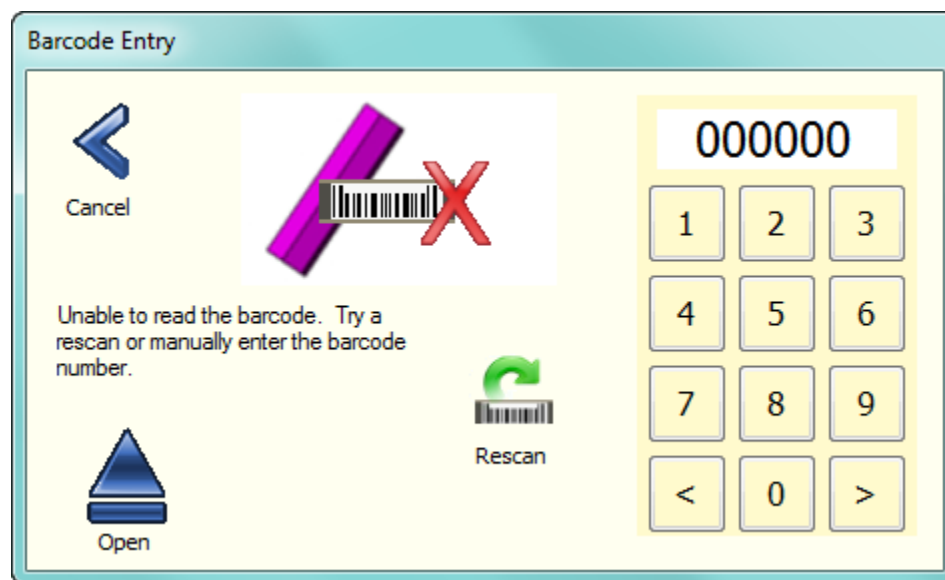 Barcode Entry
Cancel
000000
1 2 3
Unable to read the barcode.  Try a
rescan or manually enter the barcode
number.
4 5 6
7 8 9
Rescan
< 0 >
Open